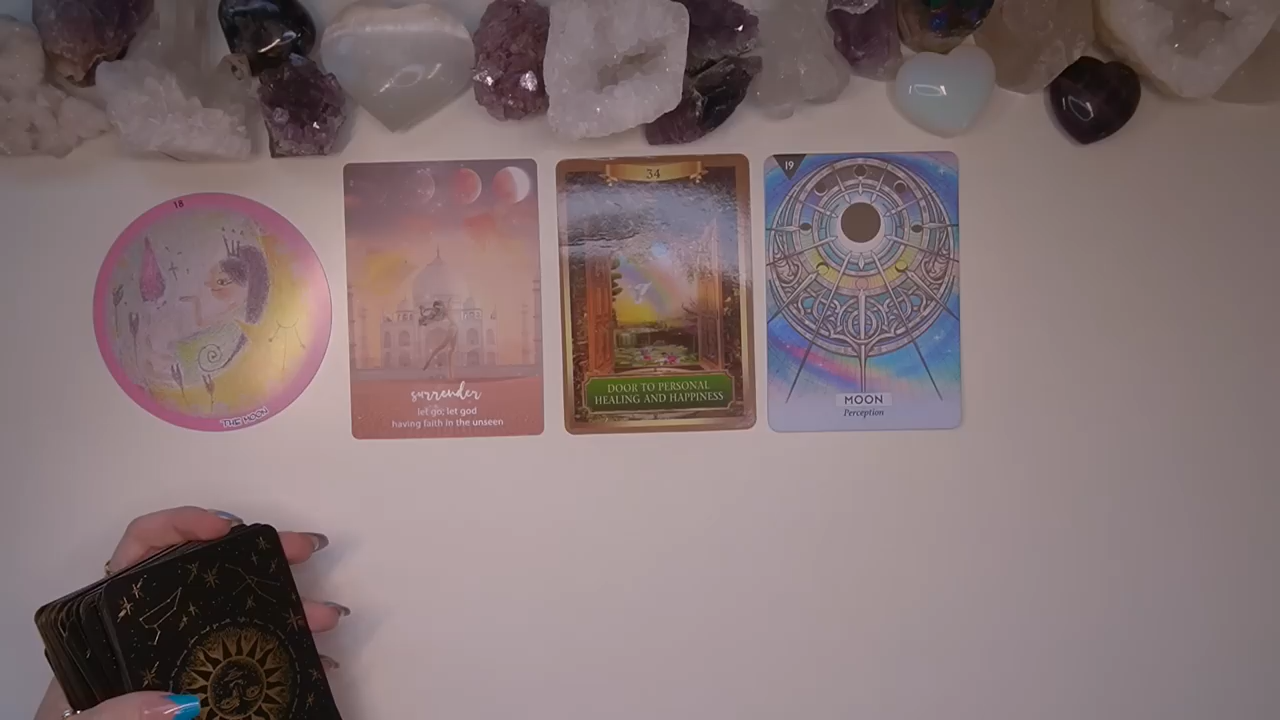 18
THE MOON
surrender
let go; let god
having faith in the unseen
34
DOOR TO PERSONAL
HEALING AND HAPPINESS
19
MOON
Perception